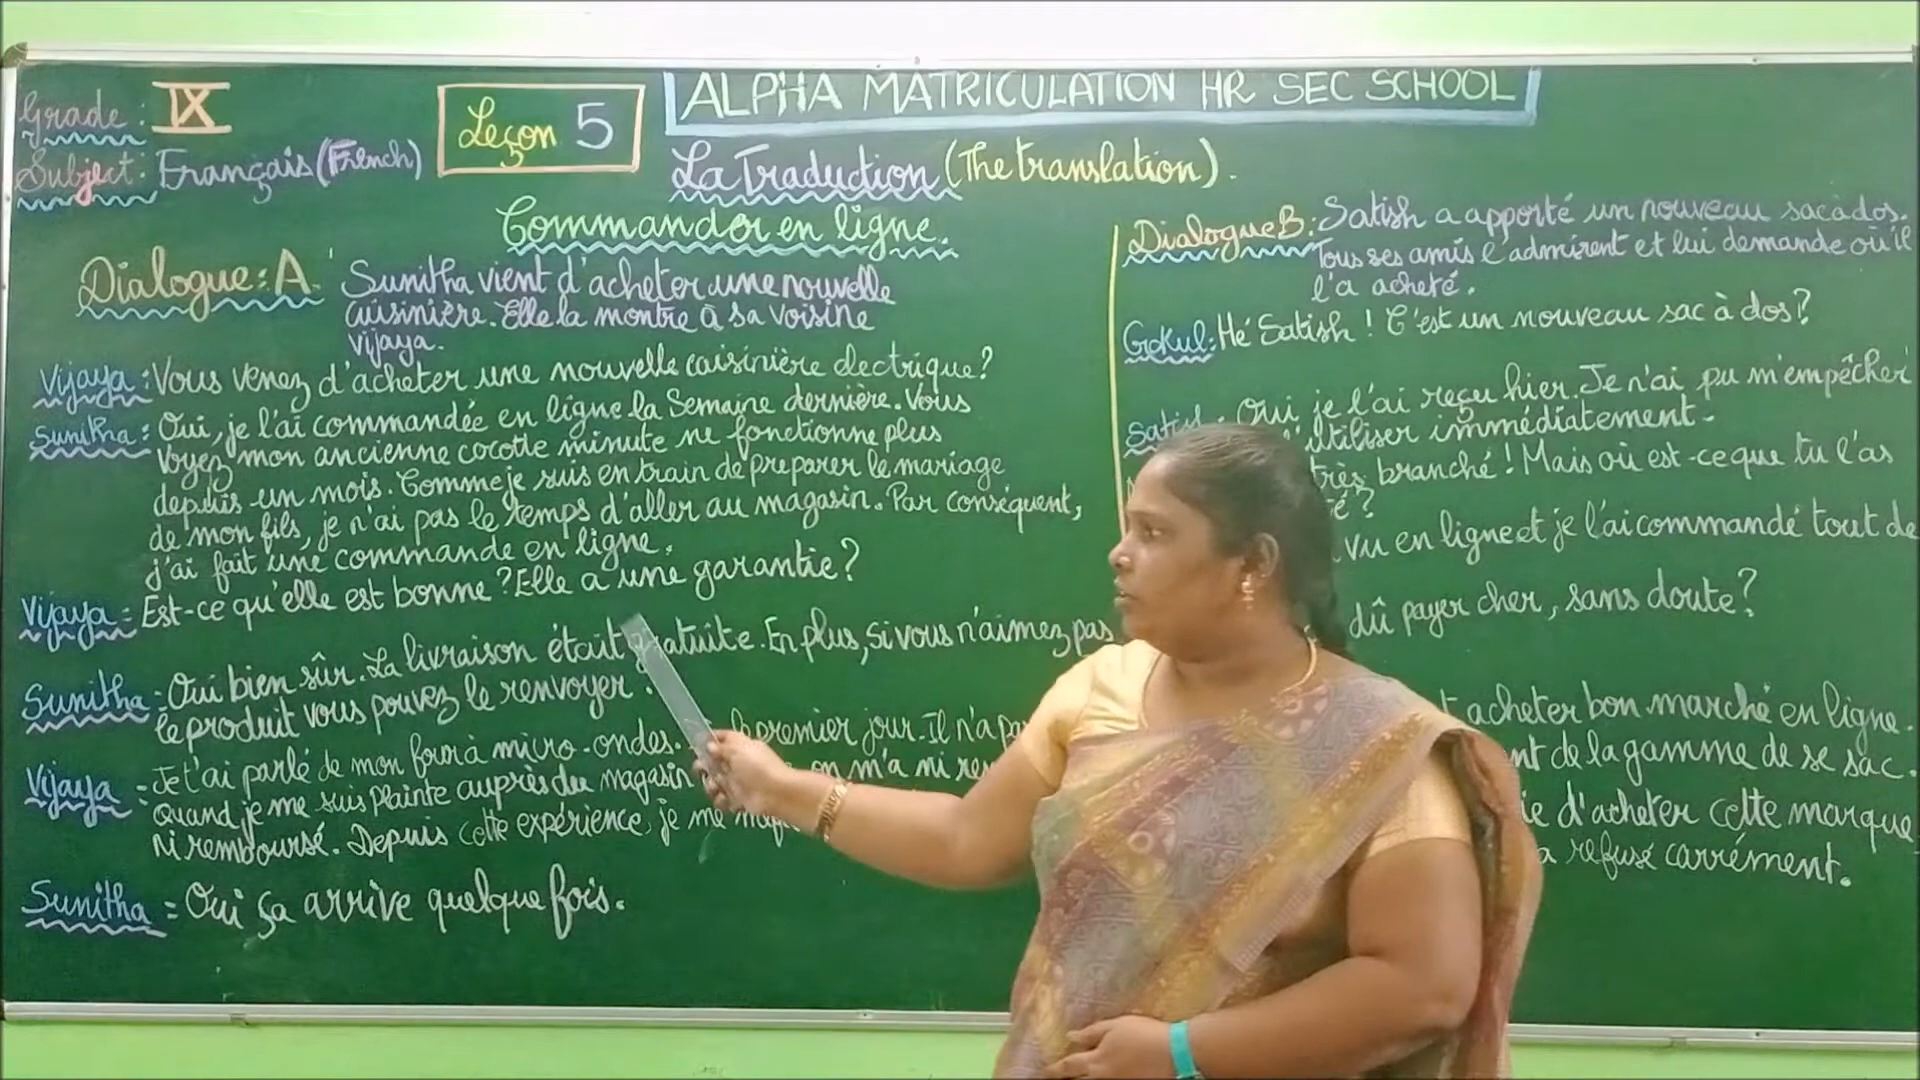 Grade: IX
Subject: Français (French)
Leçon 5
ALPHA MATRICULATION HR SEC SCHOOL
La Traduction (The translation).
Commander en ligne.
Dialogue: A. Sunitha vient d'acheter une nouvelle
cuisinière. Elle la montre à sa voisine
vijaya.
Vijaya: Vous venez d'acheter une nouvelle caisinière electrique?
Sunitha: Oui, je l'ai commandée en ligne la Semaine dernière. Vous
voyez mon ancienne cocotte minute ne fonctionne plus
depuis un mois. Comme je suis en train de preparer le mariage
de mon fils, je n'ai pas le temps d'aller au magasin. Par conséquent,
j'ai fait une commande en ligne.
Vijaya: Est-ce qu'elle est bonne? Elle a une garantie?
Sunitha: Oui bien sûr. La livraison était gratuite. En plus, si vous n'aimez pas
le produit vous pouvez le renvoyer.
Vijaya: Je t'ai parlé de mon four à micro-ondes. premier jour. Il n'a
Quand je me suis plainte auprès du magasin on m'a ni
ni remboursé. Depuis cette expérience, je me
Sunitha = Oui ça arrive quelque fois.
Dialogue B: Satish a apporté un nouveau sac à dos.
Tous ses amis l'admirent et lui demande où il
l'a acheté.
Gokul: Hé Satish! C'est un nouveau sac à dos?
Satish: Oui, je l'ai reçu hier. Je n'ai pu m'empêcher
l'utiliser immédiatement.
très branché! Mais où est-ce que tu l'as
vu en ligne et je l'ai commandé tout de
dû payer cher, sans doute?
acheter bon marché en ligne.
de la gamme de se sac.
d'acheter cette marque
a refusé carrément.